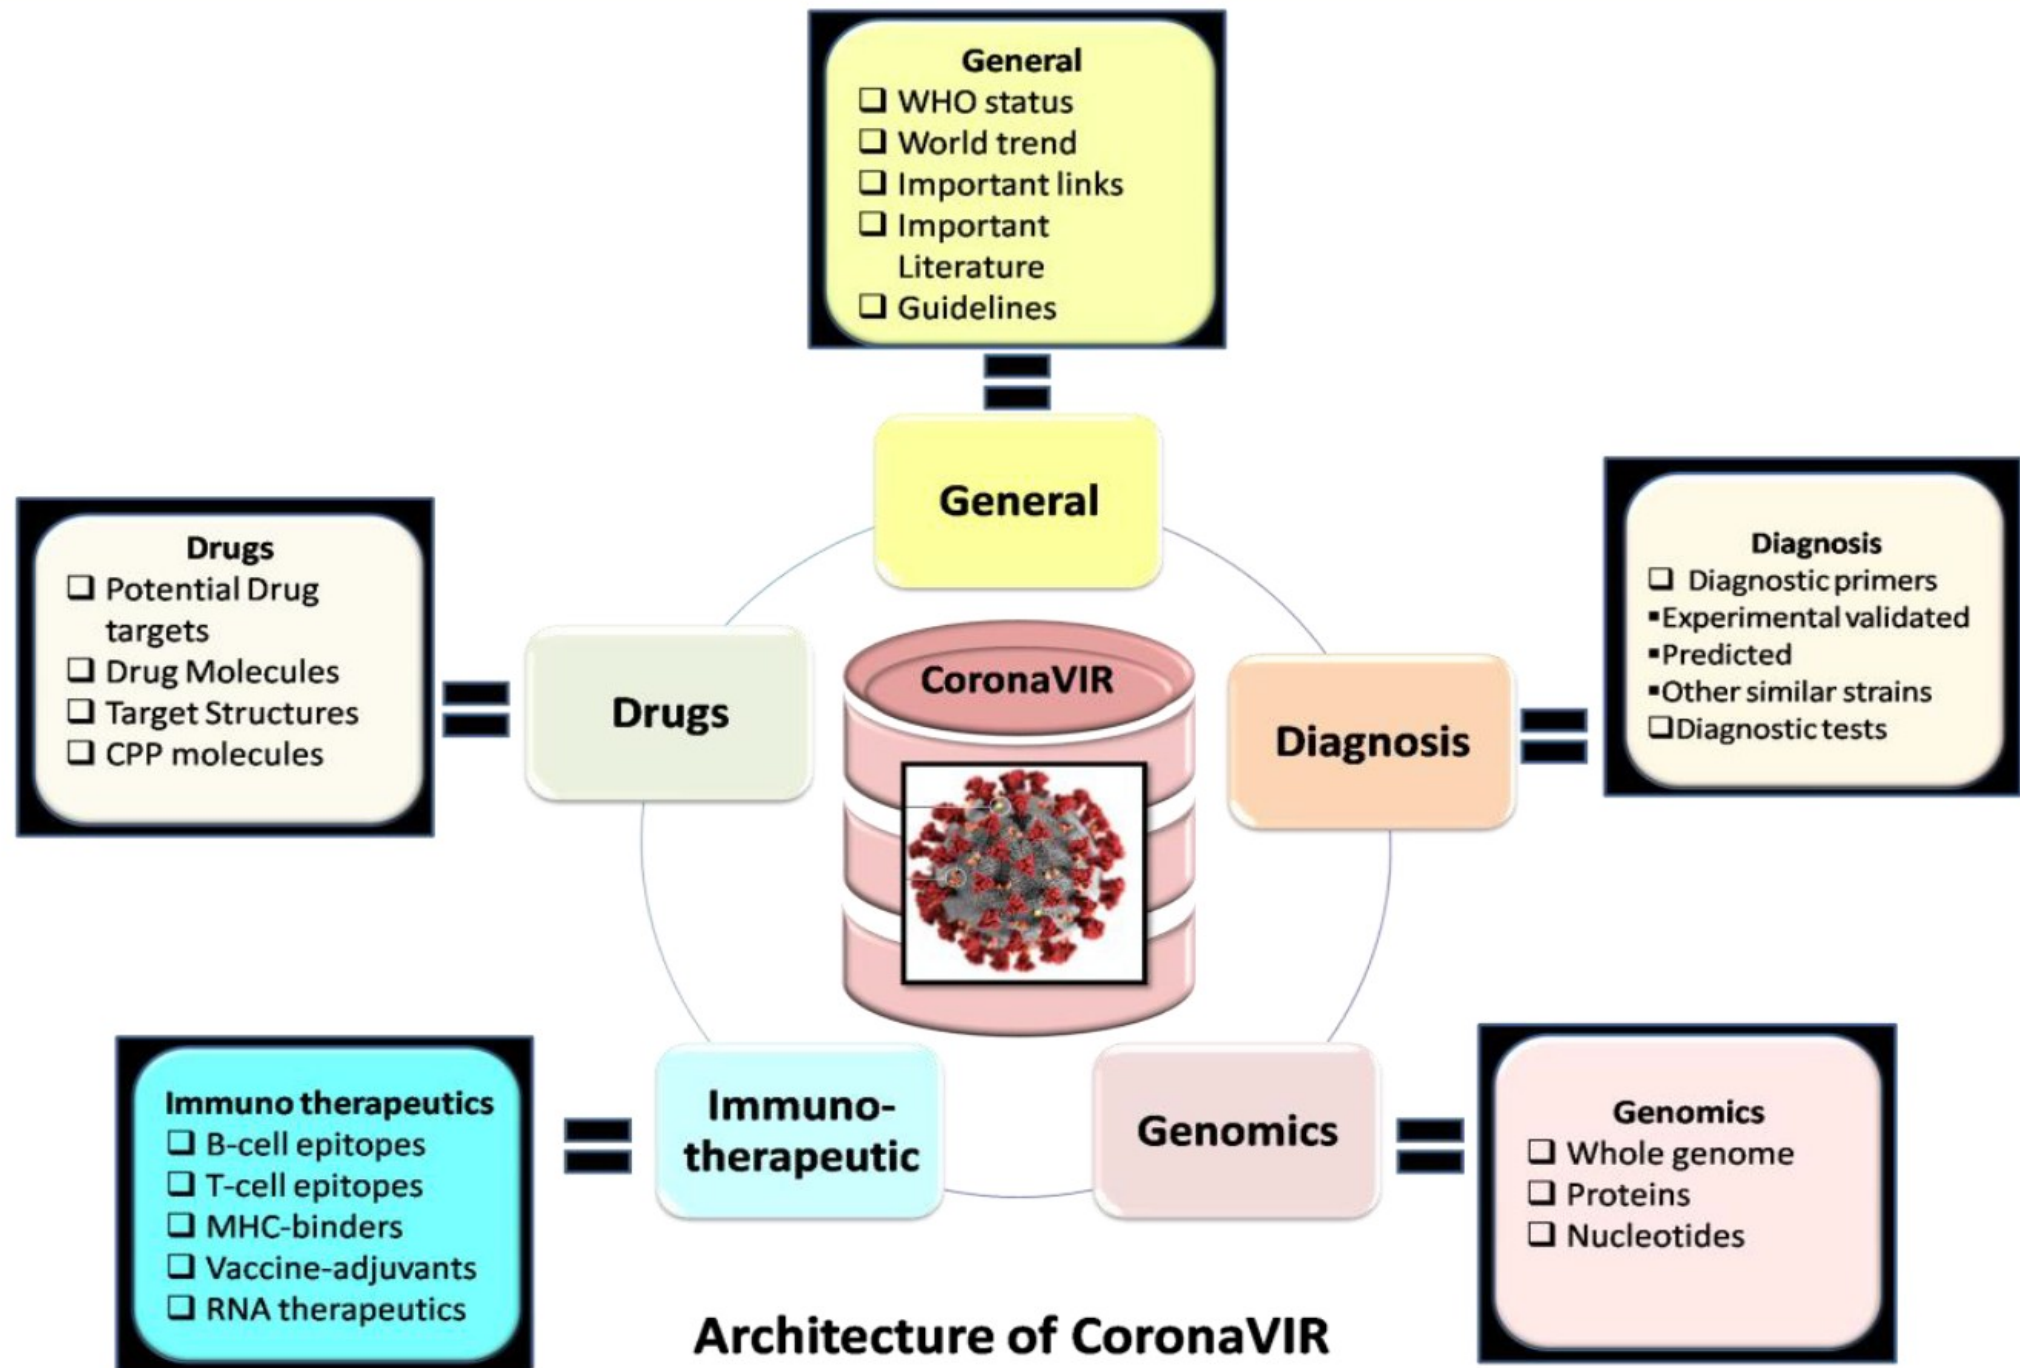 General
❑ WHO status
❑ World trend
❑ Important links
❑ Important
Literature
❑ Guidelines
General
Drugs
❑ Potential Drug
targets
❑ Drug Molecules
❑ Target Structures
❑ CPP molecules
Drugs
CoronaVIR
Diagnosis
Diagnosis
❑ Diagnostic primers
▪Experimental validated
▪Predicted
▪Other similar strains
❑Diagnostic tests
Immuno therapeutics
❑ B-cell epitopes
❑ T-cell epitopes
❑ MHC-binders
❑ Vaccine-adjuvants
❑ RNA therapeutics
Immuno-
therapeutic
Genomics
Genomics
❑ Whole genome
❑ Proteins
❑ Nucleotides
Architecture of CoronaVIR